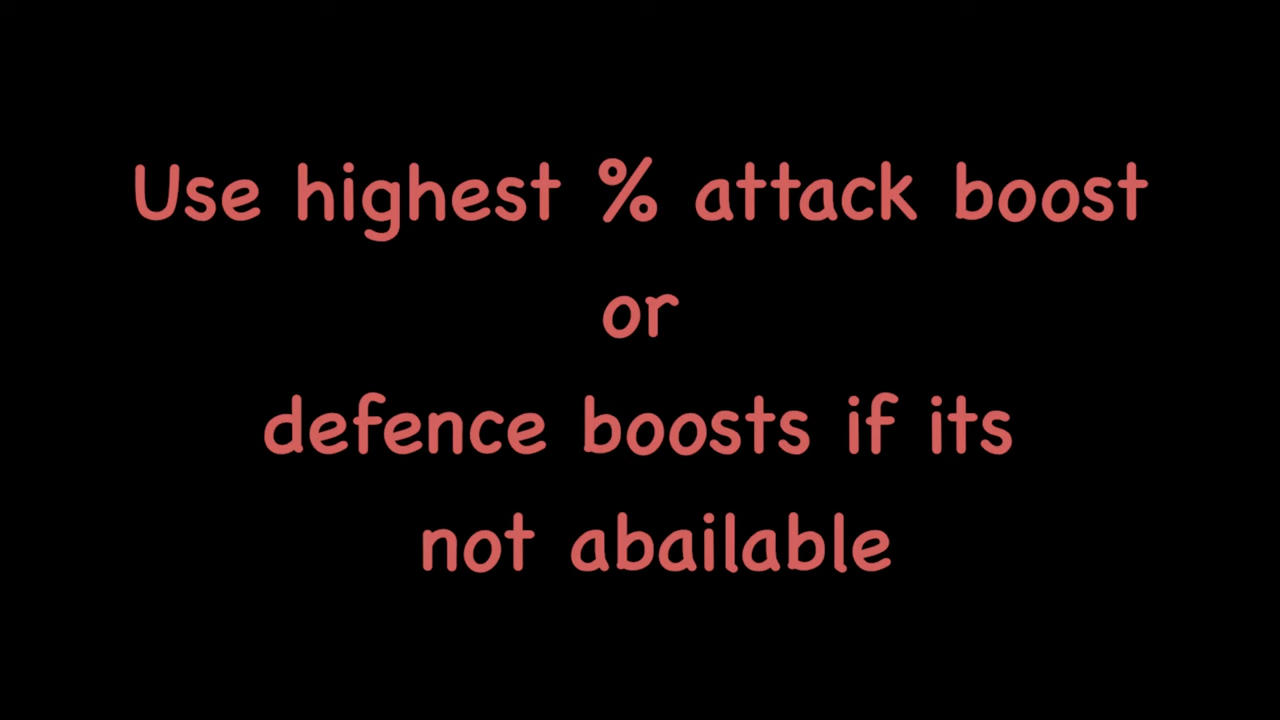 Use highest % attack boost
or
defence boosts if its
not abailable